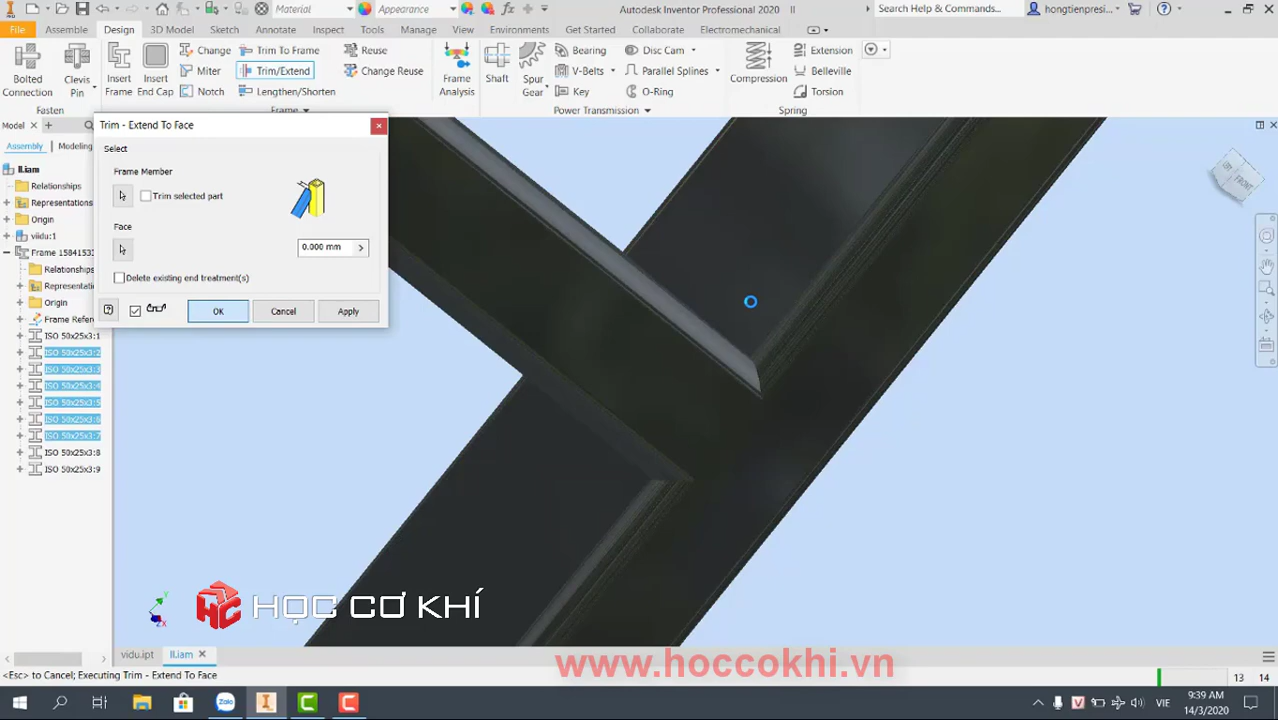 Material
Appearance
Autodesk Inventor Professional 2020
II
Search Help & Commands...
hongtienpresi...
File
Assemble
Design
3D Model
Sketch
Annotate
Inspect
Tools
Manage
View
Environments
Get Started
Collaborate
Electromechanical
Bolted
Connection
Clevis
Pin
Insert
Frame
Insert
End Cap
Change
Miter
Notch
Trim To Frame
Trim/Extend
Lengthen/Shorten
Reuse
Change Reuse
Frame
Analysis
Shaft
Spur
Gear
Bearing
V-Belts
Key
Disc Cam
Parallel Splines
O-Ring
Compression
Extension
Belleville
Torsion
Fasten
Frame
Power Transmission
Spring
Model
Assembly
Modeling
II.iam
Relationships
Representations
Origin
viidu:1
Frame 1584153
Relationships
Representations
Origin
Frame Refer
ISO 50x25x3:1
ISO 50x25x3:2
ISO 50x25x3:3
ISO 50x25x3:4
ISO 50x25x3:5
ISO 50x25x3:6
ISO 50x25x3:7
ISO 50x25x3:8
ISO 50x25x3:9
Trim - Extend To Face
Select
Frame Member
Trim selected part
Face
0.000 mm
Delete existing end treatment(s)
OK
Cancel
Apply
FRONT
HỌC CƠ KHÍ
www.hoccokhi.vn
vidu.ipt
II.iam
<Esc> to Cancel; Executing Trim - Extend To Face
13
14
Zalo
VIE
9:39 AM
14/3/2020